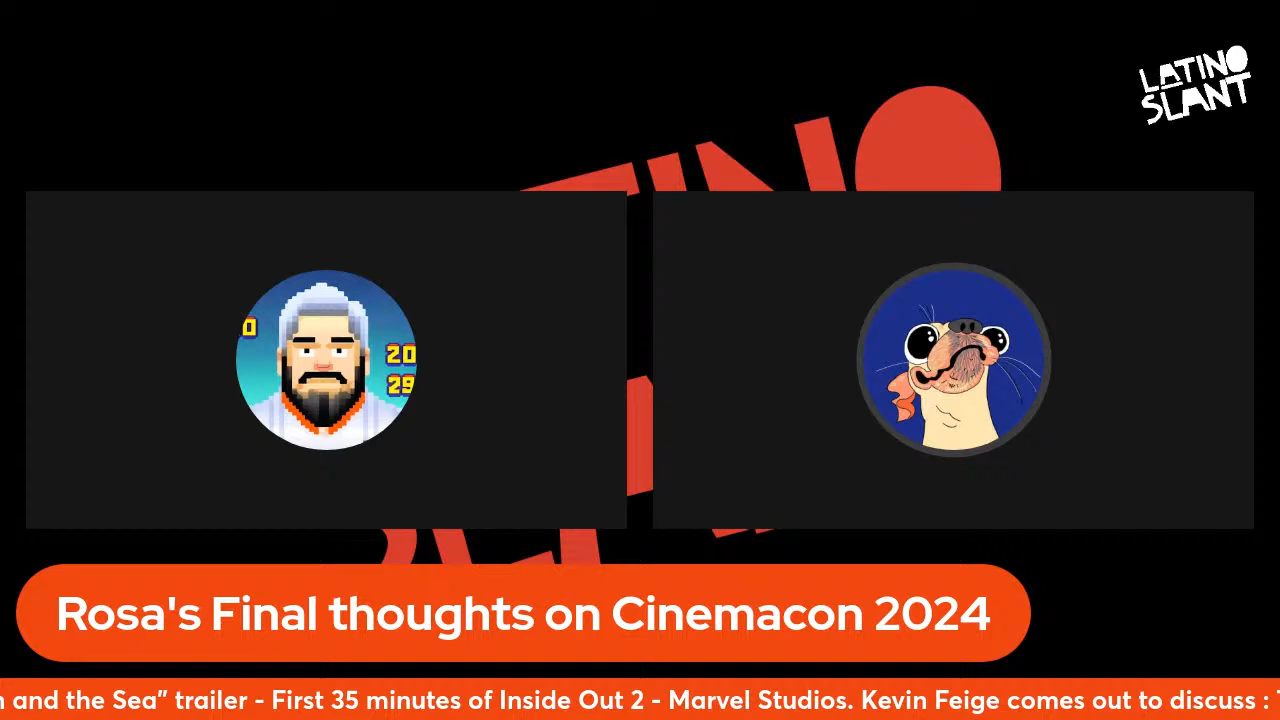 LATINO
SLANT
20
29
Rosa's Final thoughts on Cinemacon 2024
and the Sea” trailer - First 35 minutes of Inside Out 2 - Marvel Studios. Kevin Feige comes out to discuss :